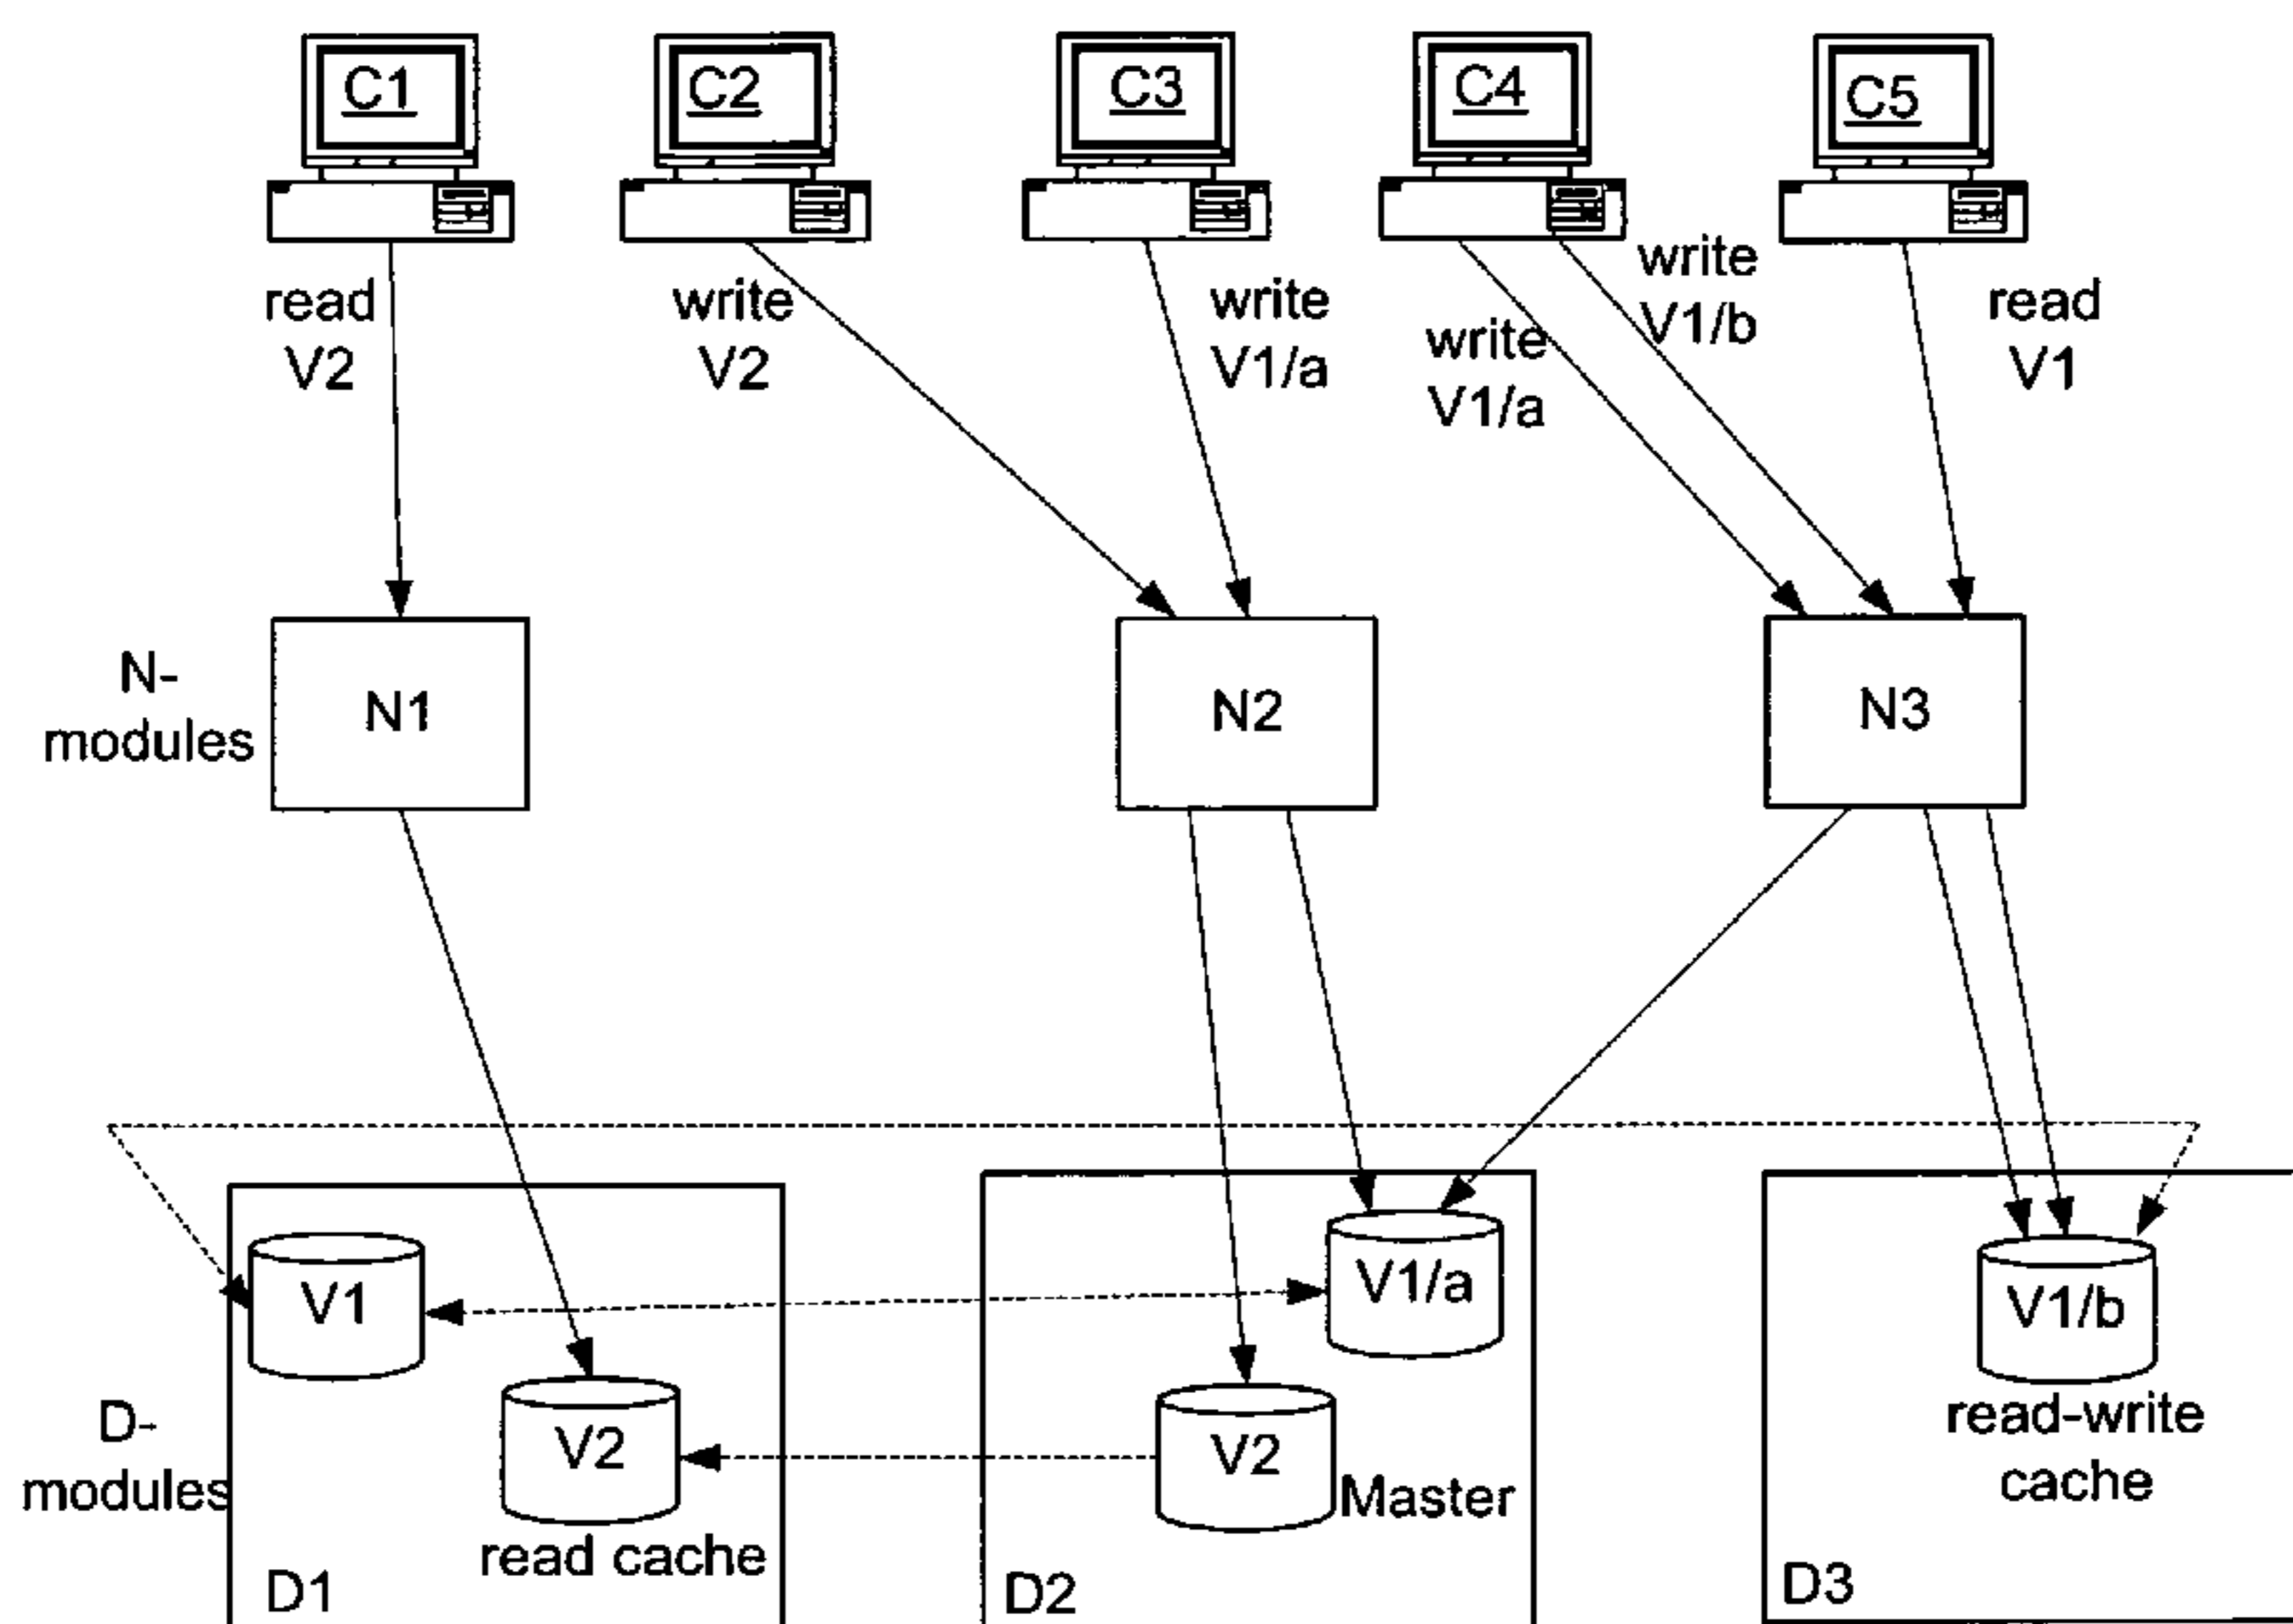 C1
C2
C3
C4
C5
read
V2
write
V2
write
V1/a
write
V1/a
write
V1/b
read
V1
N-
modules
N1
N2
N3
V1
V1/a
V1/b
read-write
cache
D-
modules
V2
read cache
V2
Master
D1
D2
D3